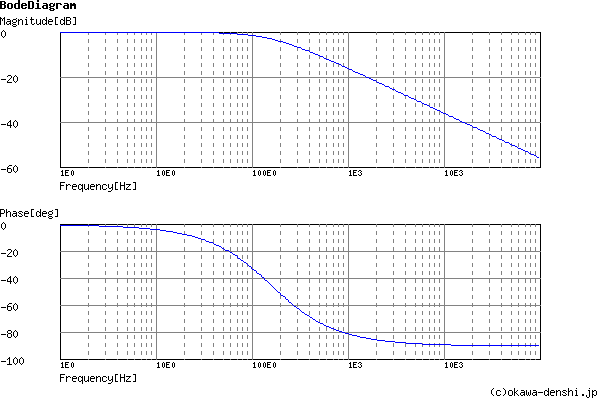 BodeDiagram
Magnitude[dB]
0
-20
-40
-60
1E0 10E0 100E0 1E3 10E3
Frequency[Hz]
Phase[deg]
0
-20
-40
-60
-80
-100
1E0 10E0 100E0 1E3 10E3
Frequency[Hz]
(c)okawa-denshi.jp